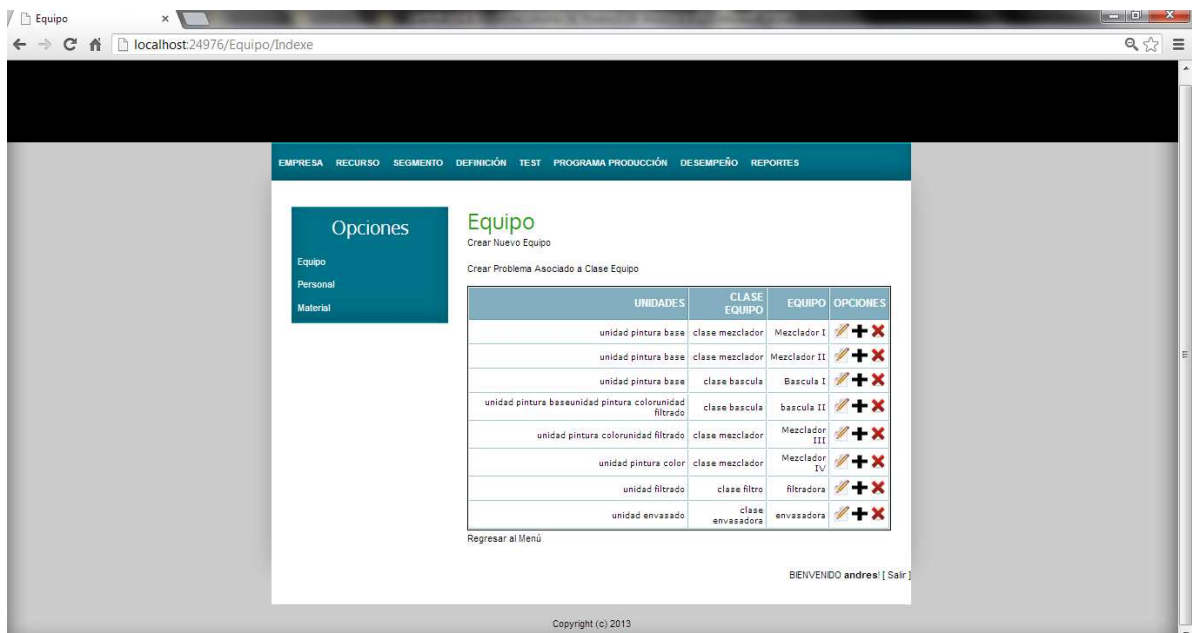 Equipo
localhost:24976/Equipo/Indexe
EMPRESA RECURSO SEGMENTO DEFINICIÓN TEST PROGRAMA PRODUCCIÓN DESEMPEÑO REPORTES
Opciones
Equipo
Personal
Material
Equipo
Crear Nuevo Equipo
Crear Problema Asociado a Clase Equipo
UNIDADES CLASE EQUIPO EQUIPO OPCIONES
unidad pintura base clase mezclador Mezclador I
unidad pintura base clase mezclador Mezclador II
unidad pintura base clase bascula Bascula I
unidad pintura baseunidad pintura colorunidad filtrado clase bascula bascula II
unidad pintura colorunidad filtrado clase mezclador Mezclador III
unidad pintura color clase mezclador Mezclador IV
unidad filtrado clase filtro filtradora
unidad envasado clase envasadora envasadora
Regresar al Menú
BIENVENIDO andres! [ Salir ]
Copyright (c) 2013